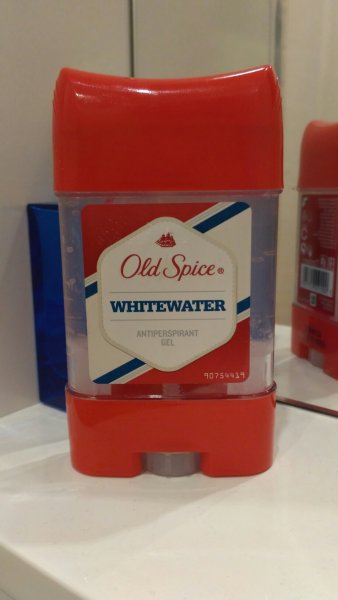 Old Spice®
WHITEWATER
ANTIPERSPIRANT
GEL
90754419